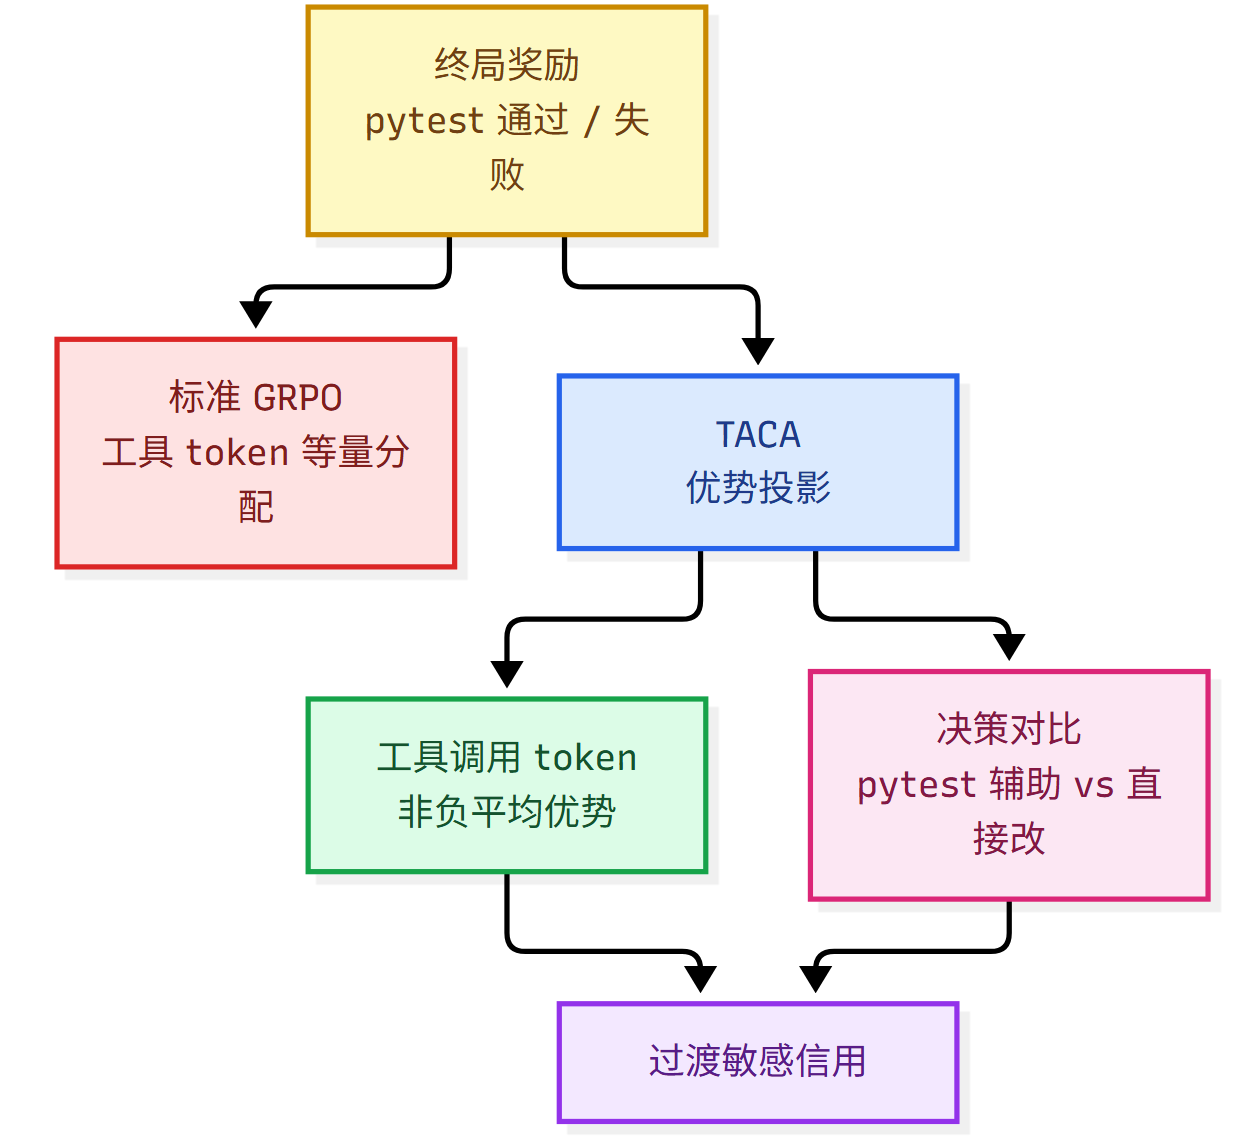 终局奖励
pytest 通过 / 失
败
标准 GRPO
工具 token 等量分
配
TACA
优势投影
工具调用 token
非负平均优势
决策对比
pytest 辅助 vs 直
接改
过渡敏感信用